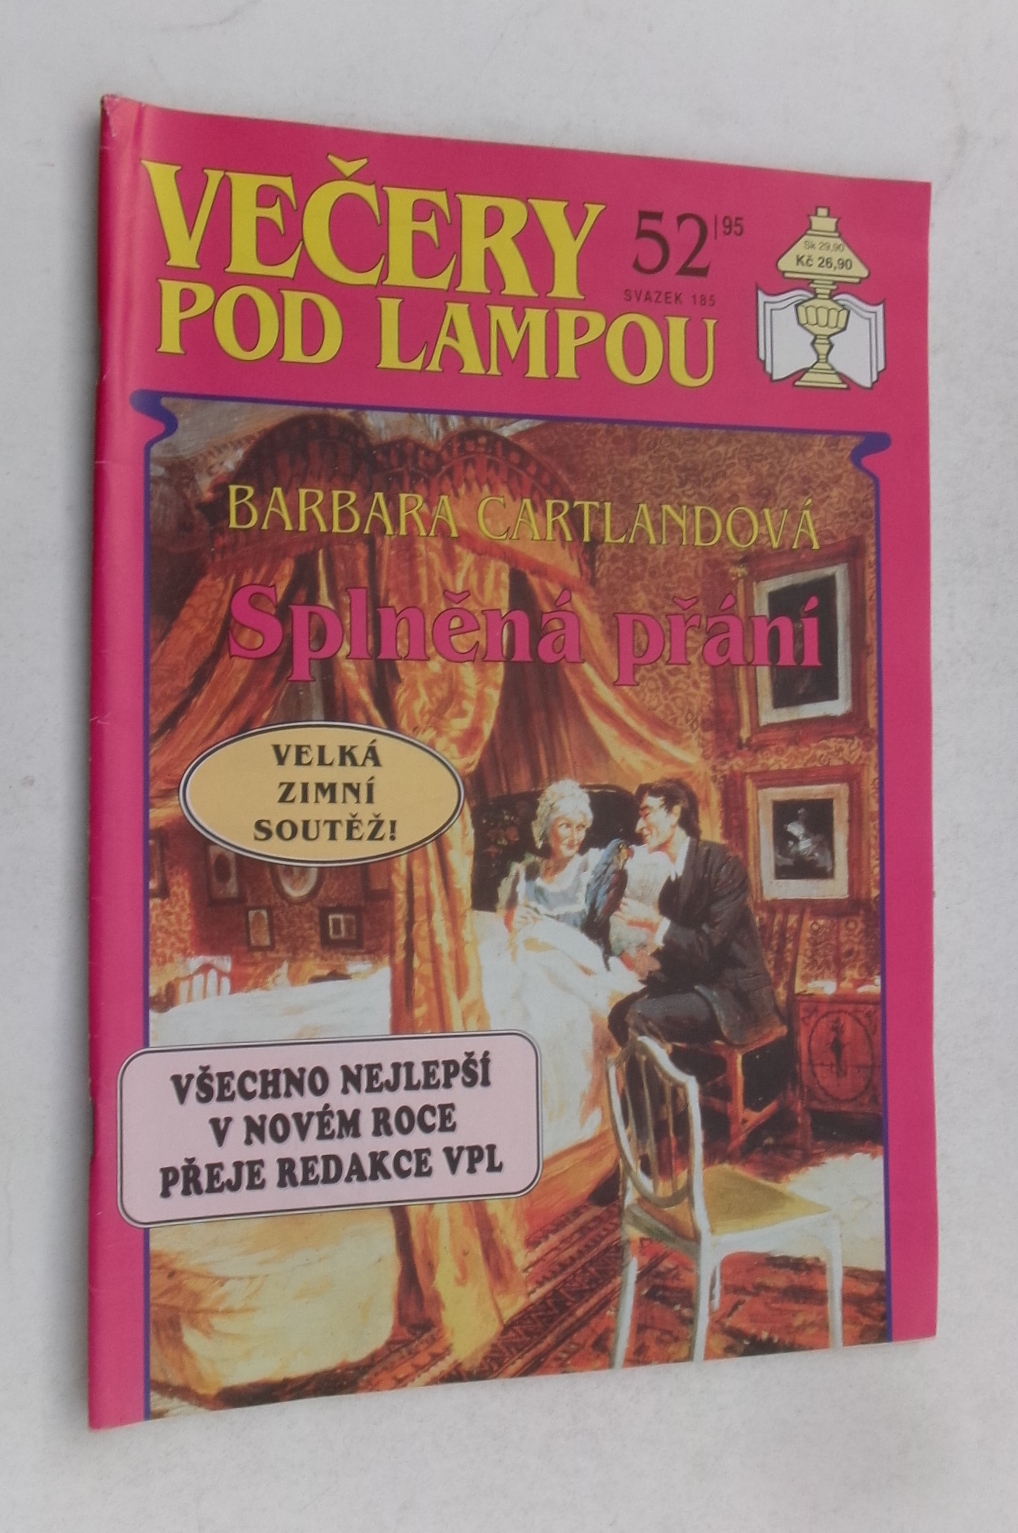 VEČERY
POD LAMPOU
52|95
SVAZEK 185
Sk 29,90
Kč 26,90
BARBARA CARTLANDOVÁ
Splněná přání
VELKÁ
ZIMNÍ
SOUTĚŽ!
VŠECHNO NEJLEPŠÍ
V NOVÉM ROCE
PŘEJE REDAKCE VPL